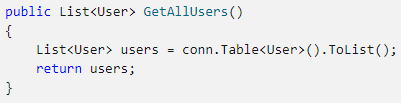 public List<User> GetAllUsers()
{
    List<User> users = conn.Table<User>().ToList();
    return users;
}